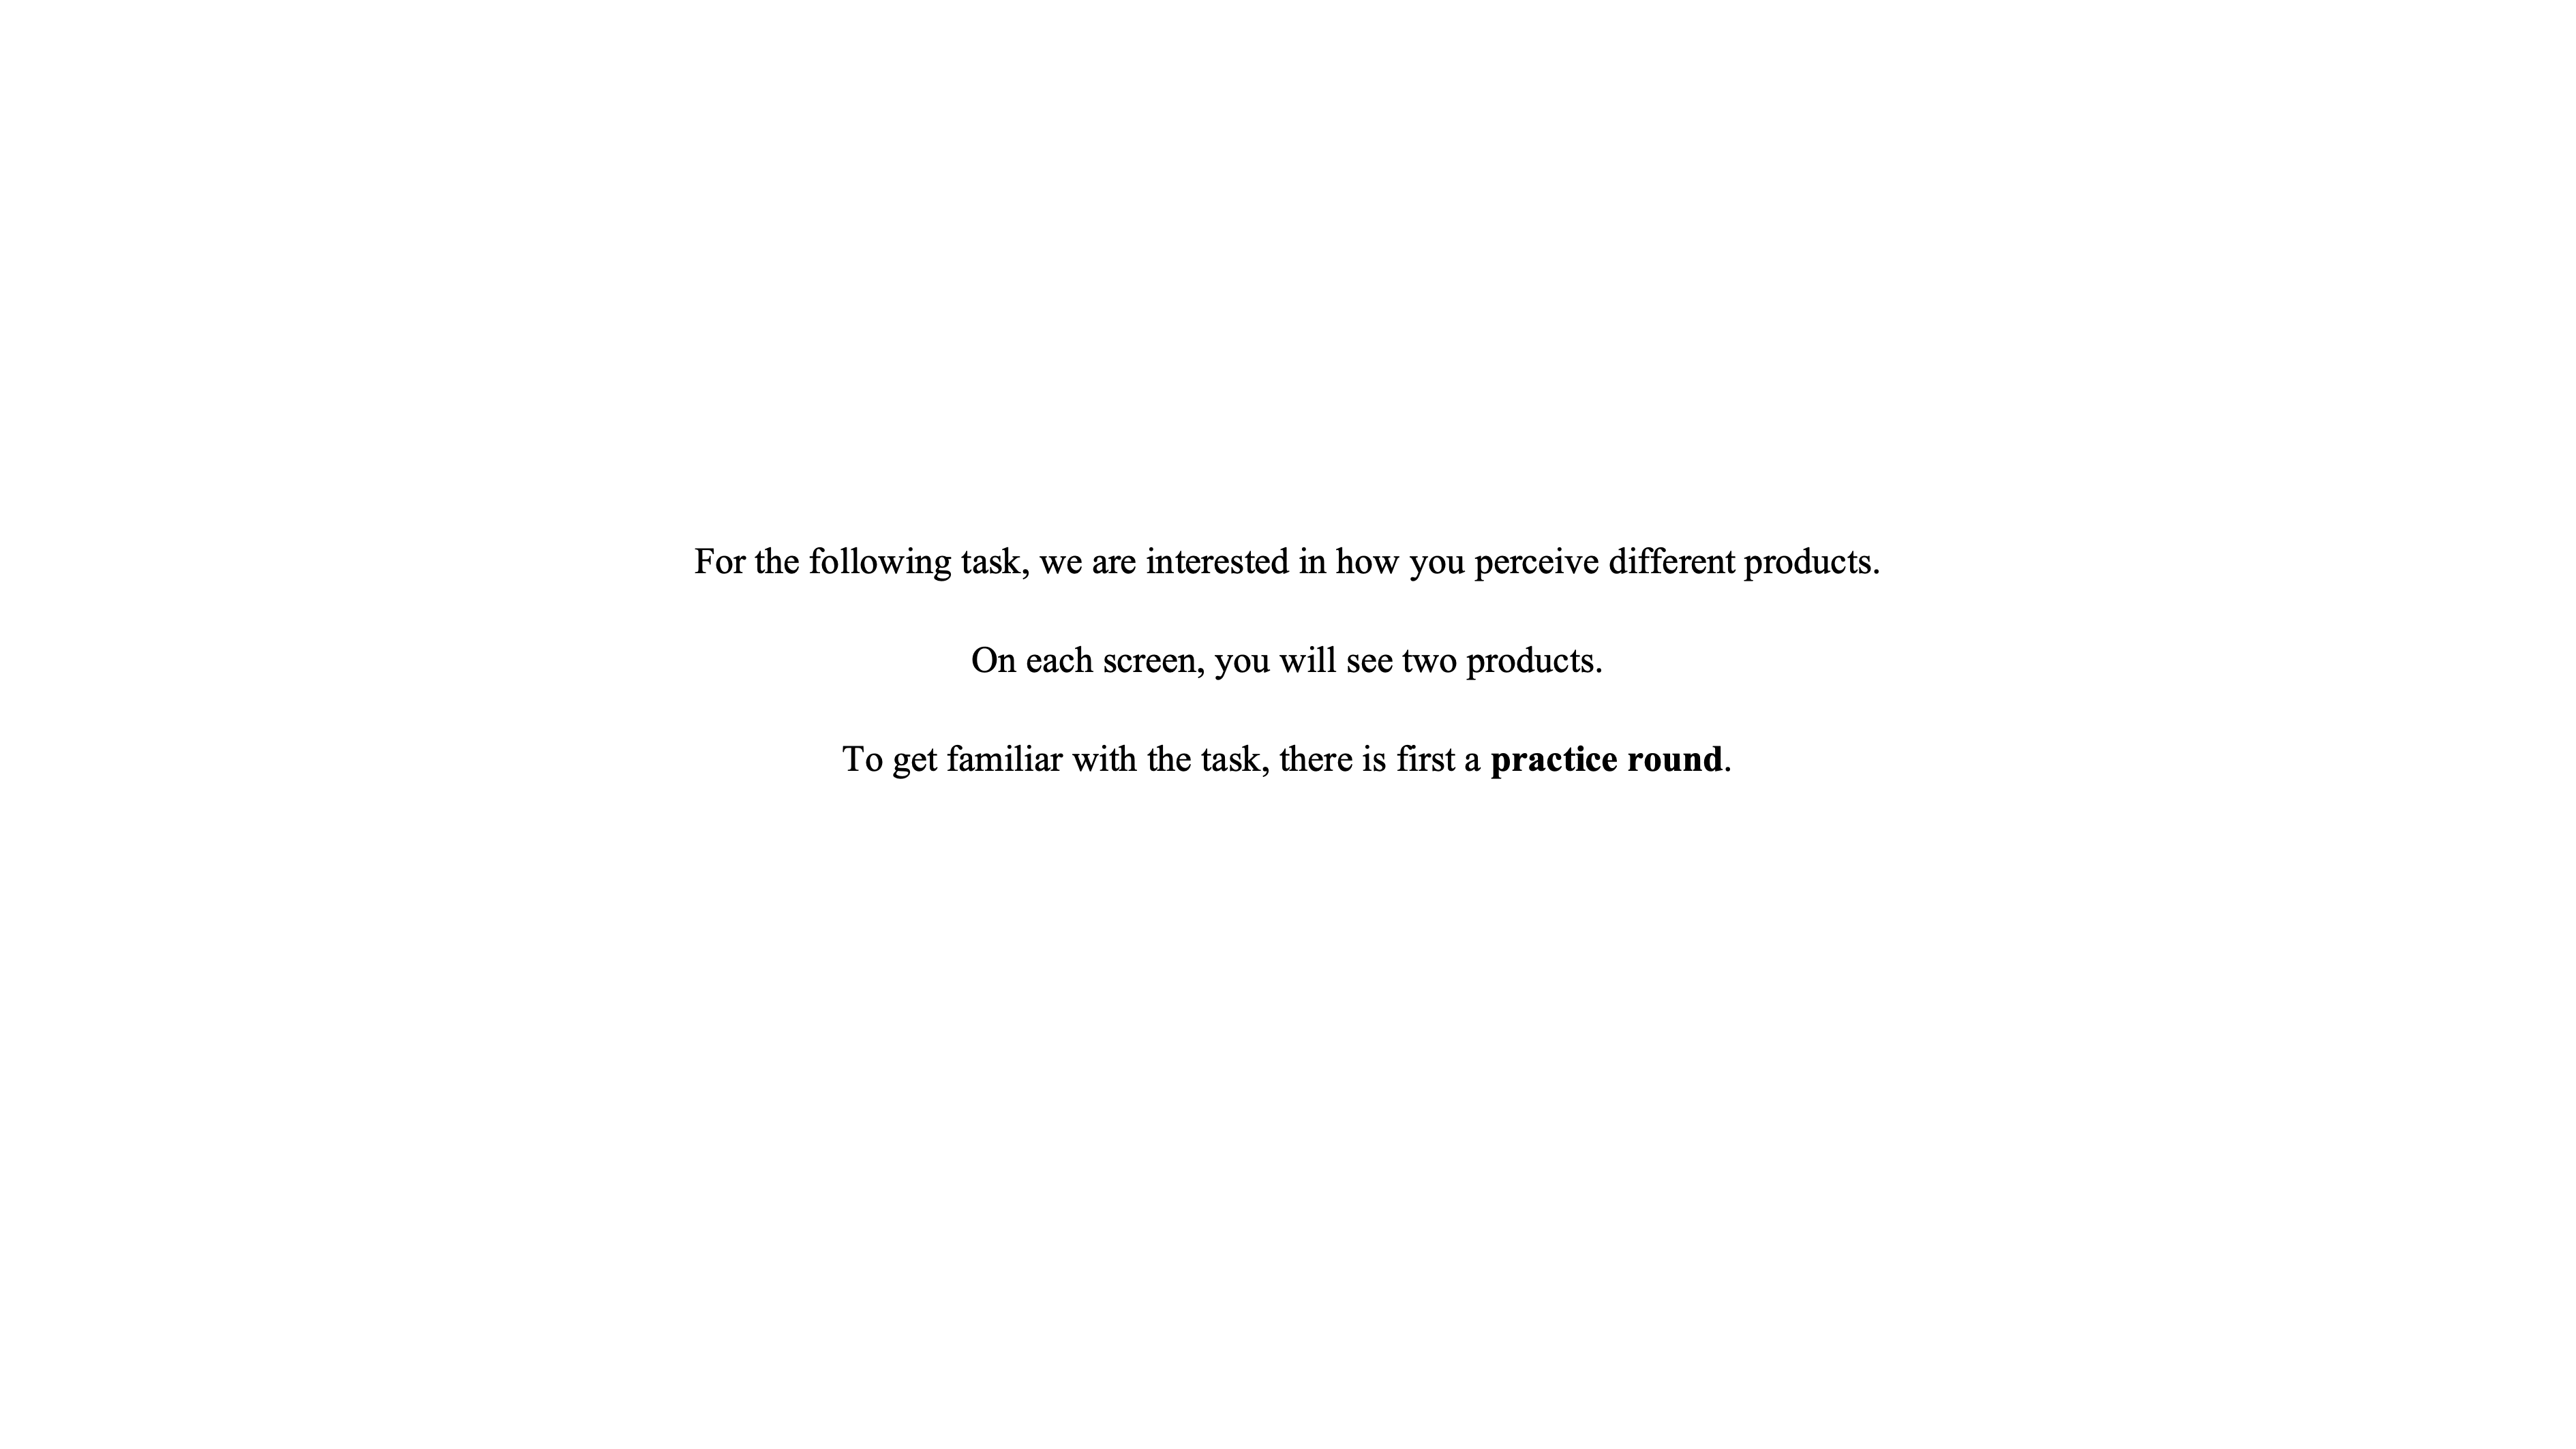 For the following task, we are interested in how you perceive different products.
On each screen, you will see two products.
To get familiar with the task, there is first a practice round.